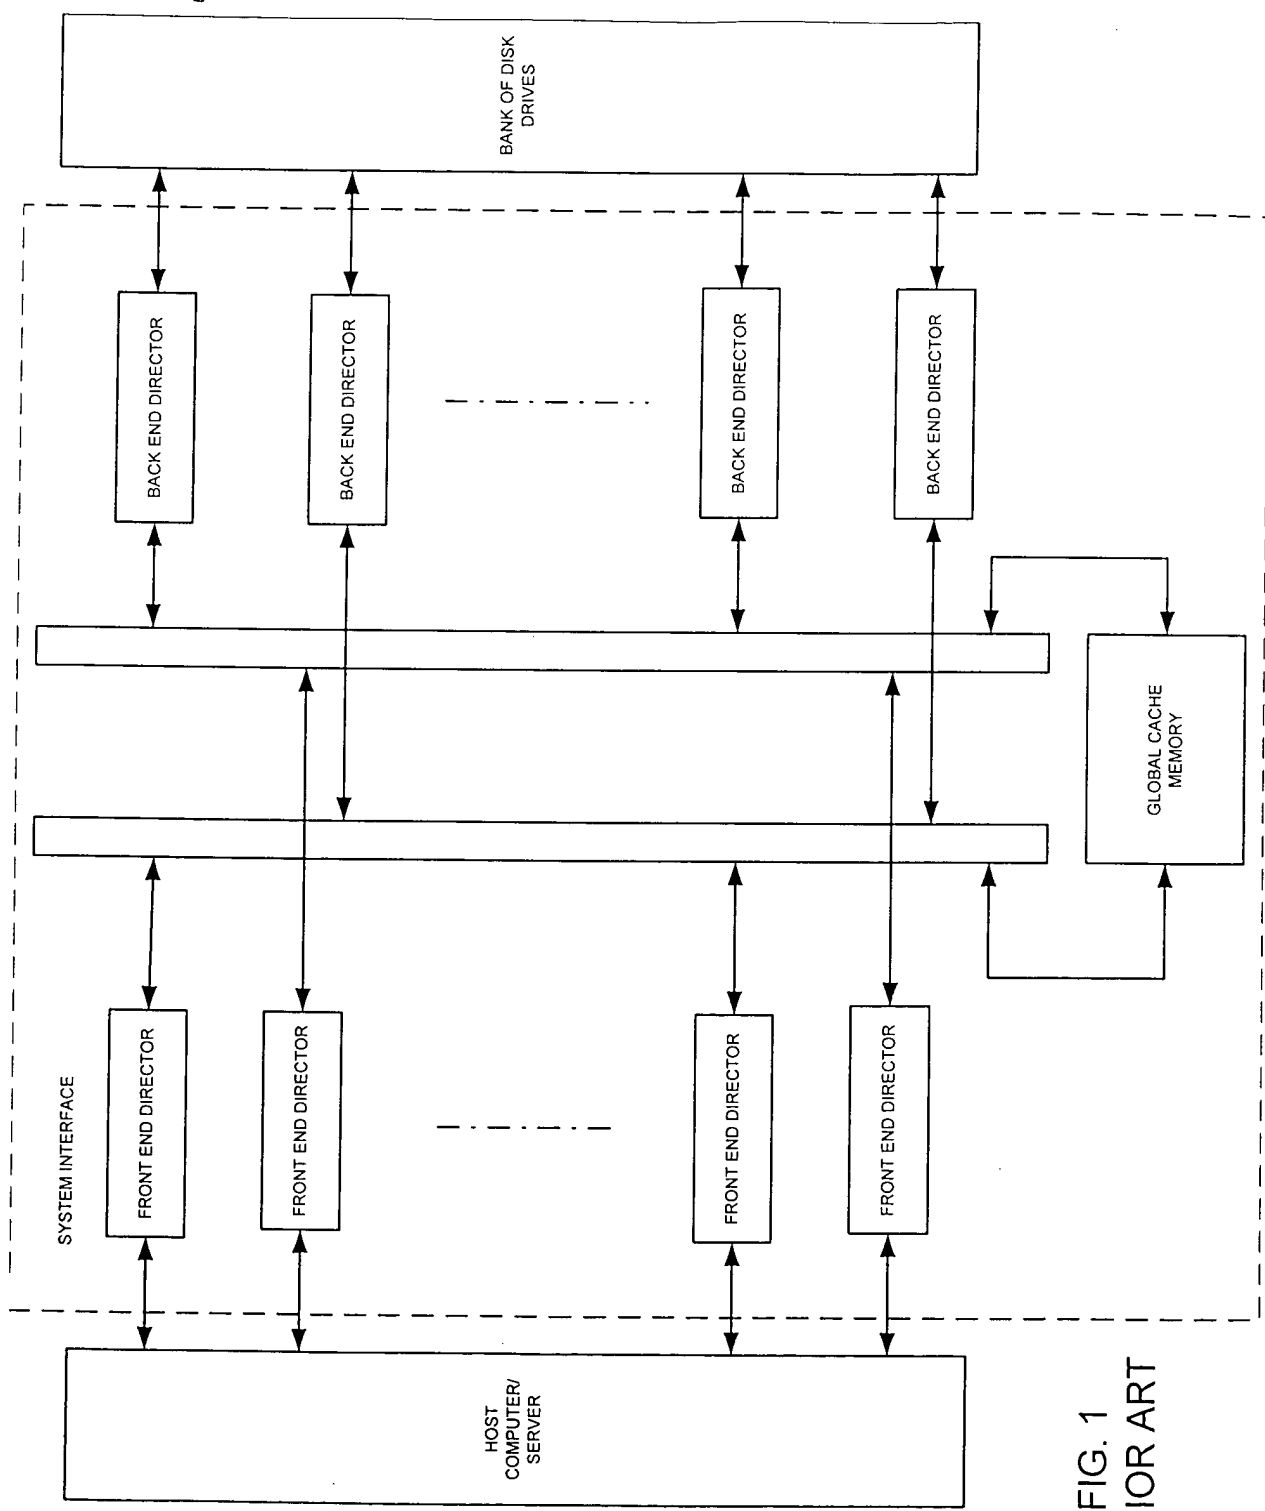 SYSTEM INTERFACE
HOST
COMPUTER/
SERVER
FRONT END DIRECTOR
FRONT END DIRECTOR
FRONT END DIRECTOR
FRONT END DIRECTOR
BACK END DIRECTOR
BACK END DIRECTOR
BACK END DIRECTOR
BACK END DIRECTOR
BANK OF DISK
DRIVES
GLOBAL CACHE
MEMORY
FIG. 1
IOR ART